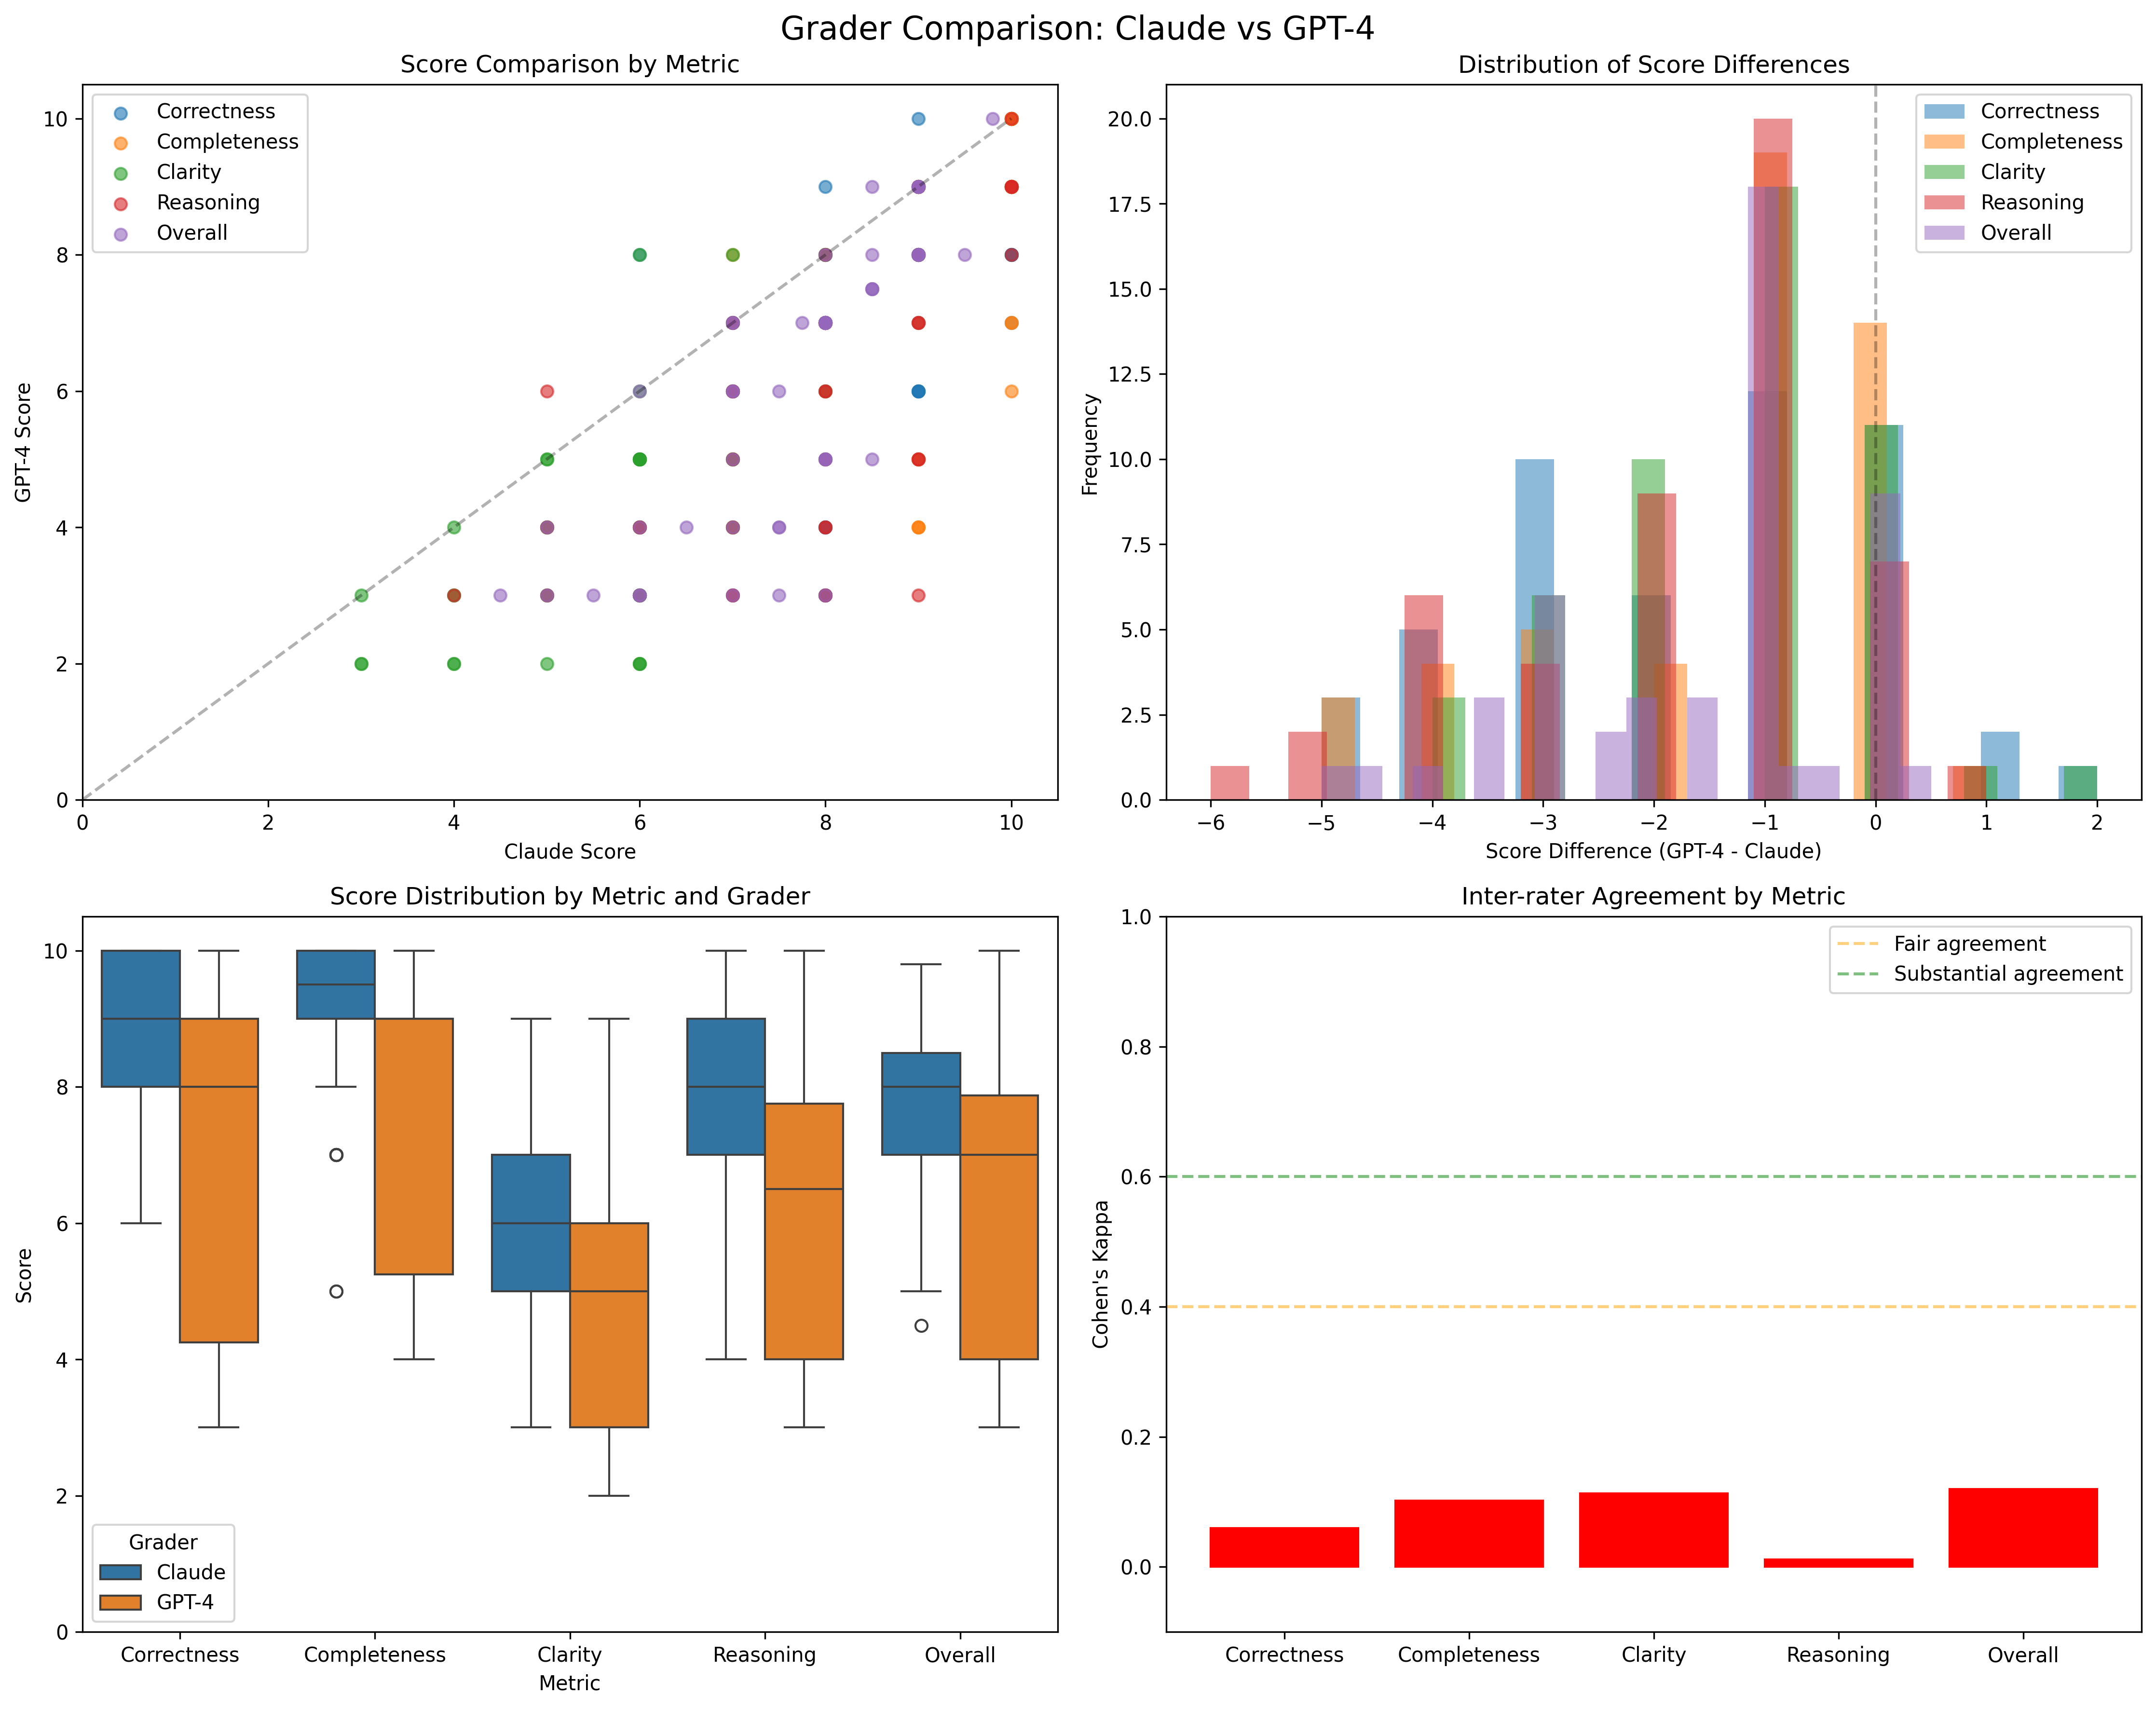 Grader Comparison: Claude vs GPT-4
Score Comparison by Metric
Correctness
Completeness
Clarity
Reasoning
Overall
10
8
6
4
2
0
GPT-4 Score
0 2 4 6 8 10
Claude Score
Distribution of Score Differences
Correctness
Completeness
Clarity
Reasoning
Overall
20.0
17.5
15.0
12.5
10.0
7.5
5.0
2.5
0.0
Frequency
−6 −5 −4 −3 −2 −1 0 1 2
Score Difference (GPT-4 - Claude)
Score Distribution by Metric and Grader
10
8
6
4
2
0
Score
Grader
Claude
GPT-4
Correctness Completeness Clarity Reasoning Overall
Metric
Inter-rater Agreement by Metric
Fair agreement
Substantial agreement
1.0
0.8
0.6
0.4
0.2
0.0
Cohen's Kappa
Correctness Completeness Clarity Reasoning Overall